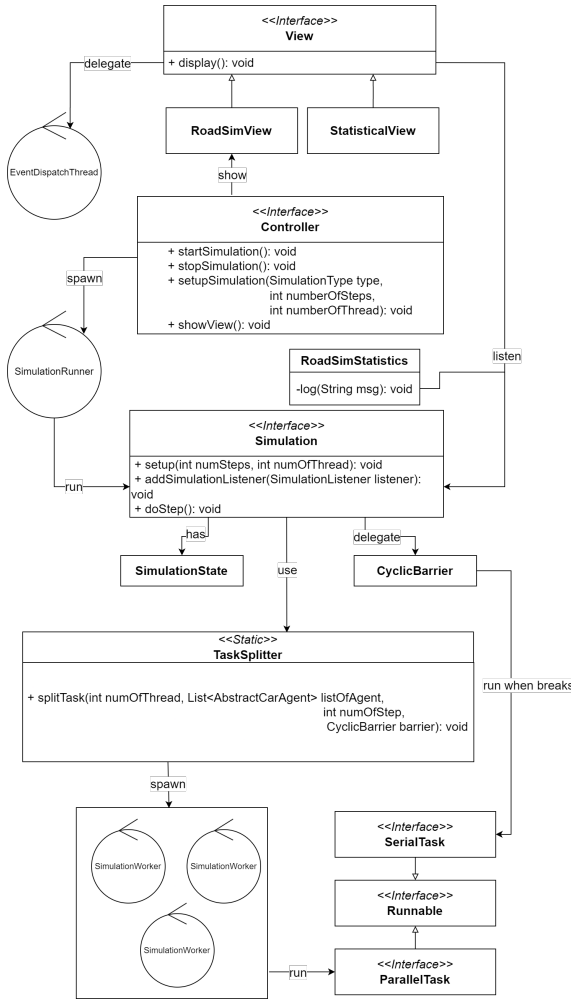 <<Interface>>
View
+ display(): void
delegate
EventDispatchThread
RoadSimView
StatisticalView
show
<<Interface>>
Controller
+ startSimulation(): void
+ stopSimulation(): void
+ setupSimulation(SimulationType type,
int numberOfSteps,
int numberOfThread): void
+ showView(): void
spawn
SimulationRunner
RoadSimStatistics
-log(String msg): void
listen
<<Interface>>
Simulation
+ setup(int numSteps, int numOfThread): void
+ addSimulationListener(SimulationListener listener):
void
+ doStep(): void
run
has
delegate
SimulationState
use
CyclicBarrier
<<Static>>
TaskSplitter
+ splitTask(int numOfThread, List<AbstractCarAgent> listOfAgent,
int numOfStep,
CyclicBarrier barrier): void
run when breaks
spawn
SimulationWorker
SimulationWorker
SimulationWorker
<<Interface>>
SerialTask
<<Interface>>
Runnable
<<Interface>>
ParallelTask
run